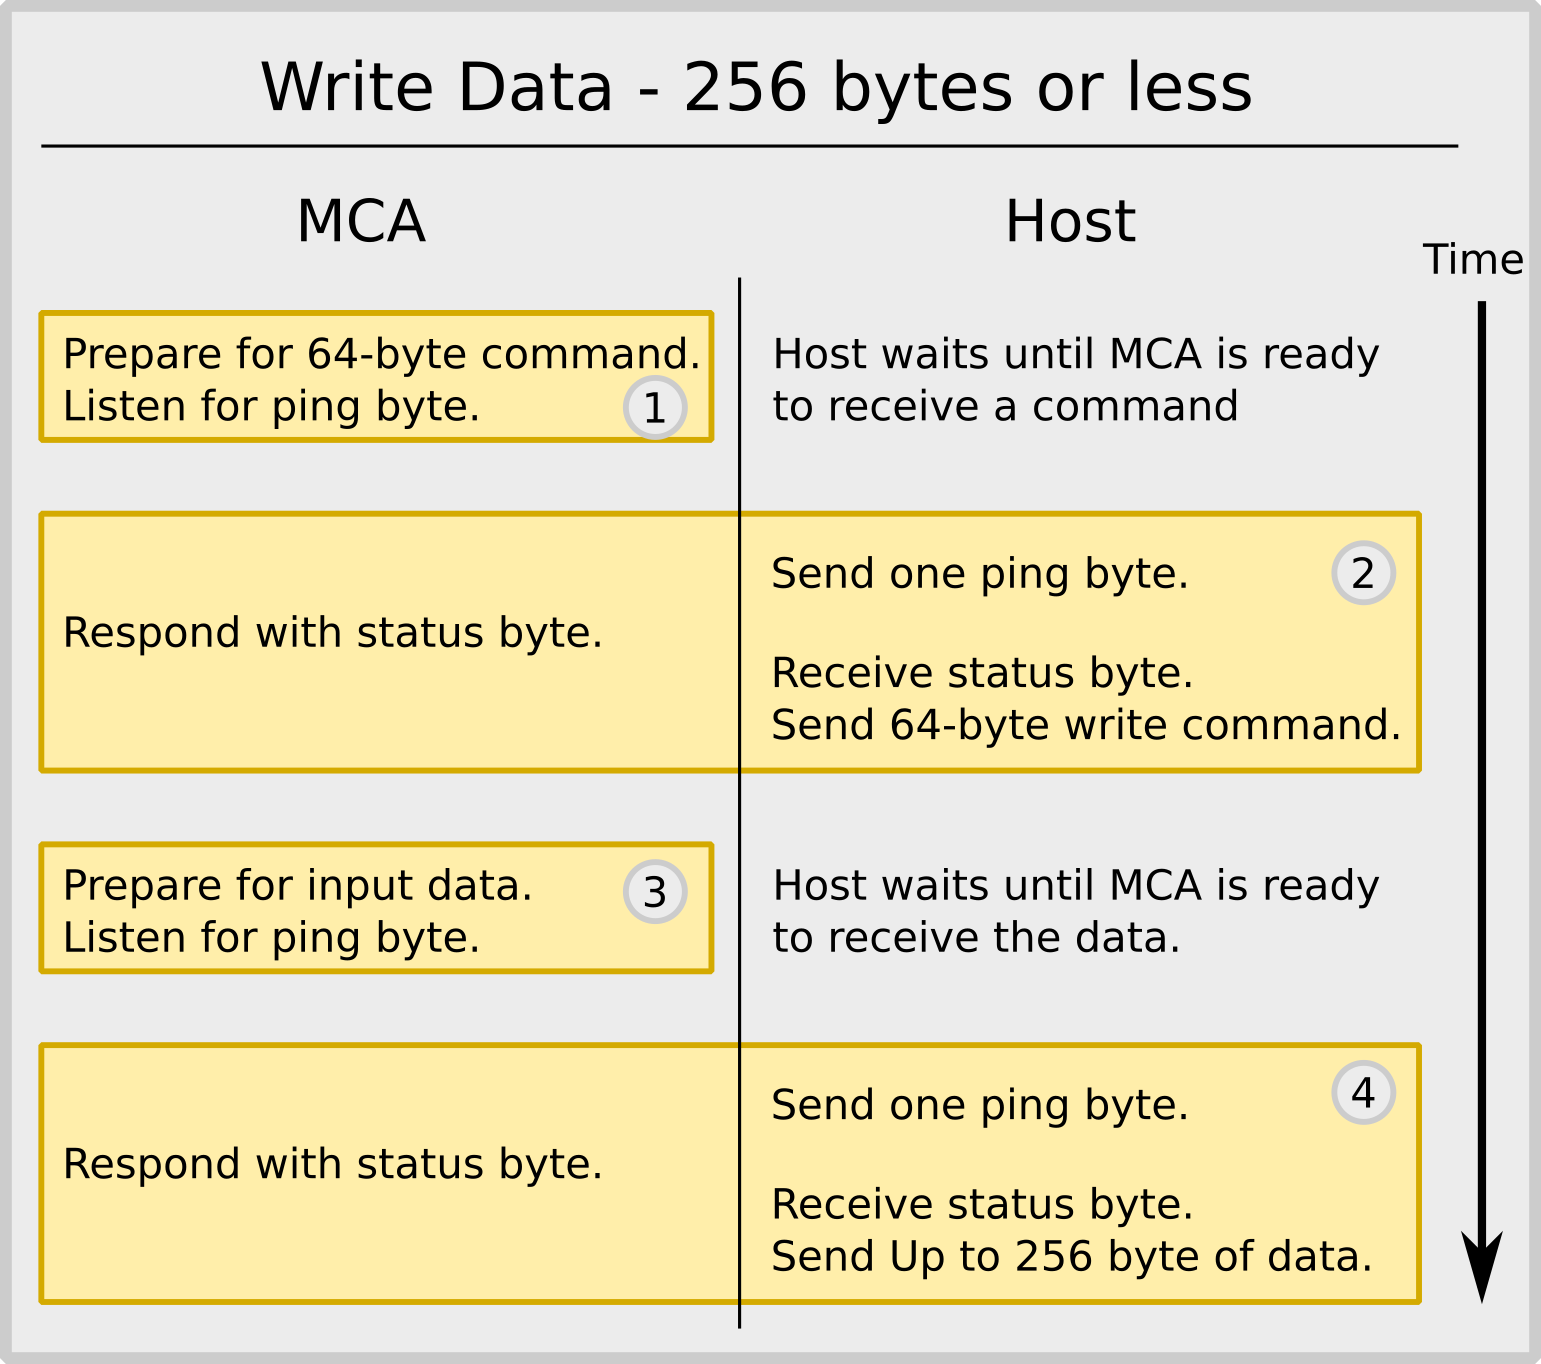 Write Data - 256 bytes or less
MCA
Host
Time
Prepare for 64-byte command.
Listen for ping byte.
1
Host waits until MCA is ready
to receive a command
Respond with status byte.
Send one ping byte.
2
Receive status byte.
Send 64-byte write command.
Prepare for input data.
Listen for ping byte.
3
Host waits until MCA is ready
to receive the data.
Respond with status byte.
Send one ping byte.
4
Receive status byte.
Send Up to 256 byte of data.